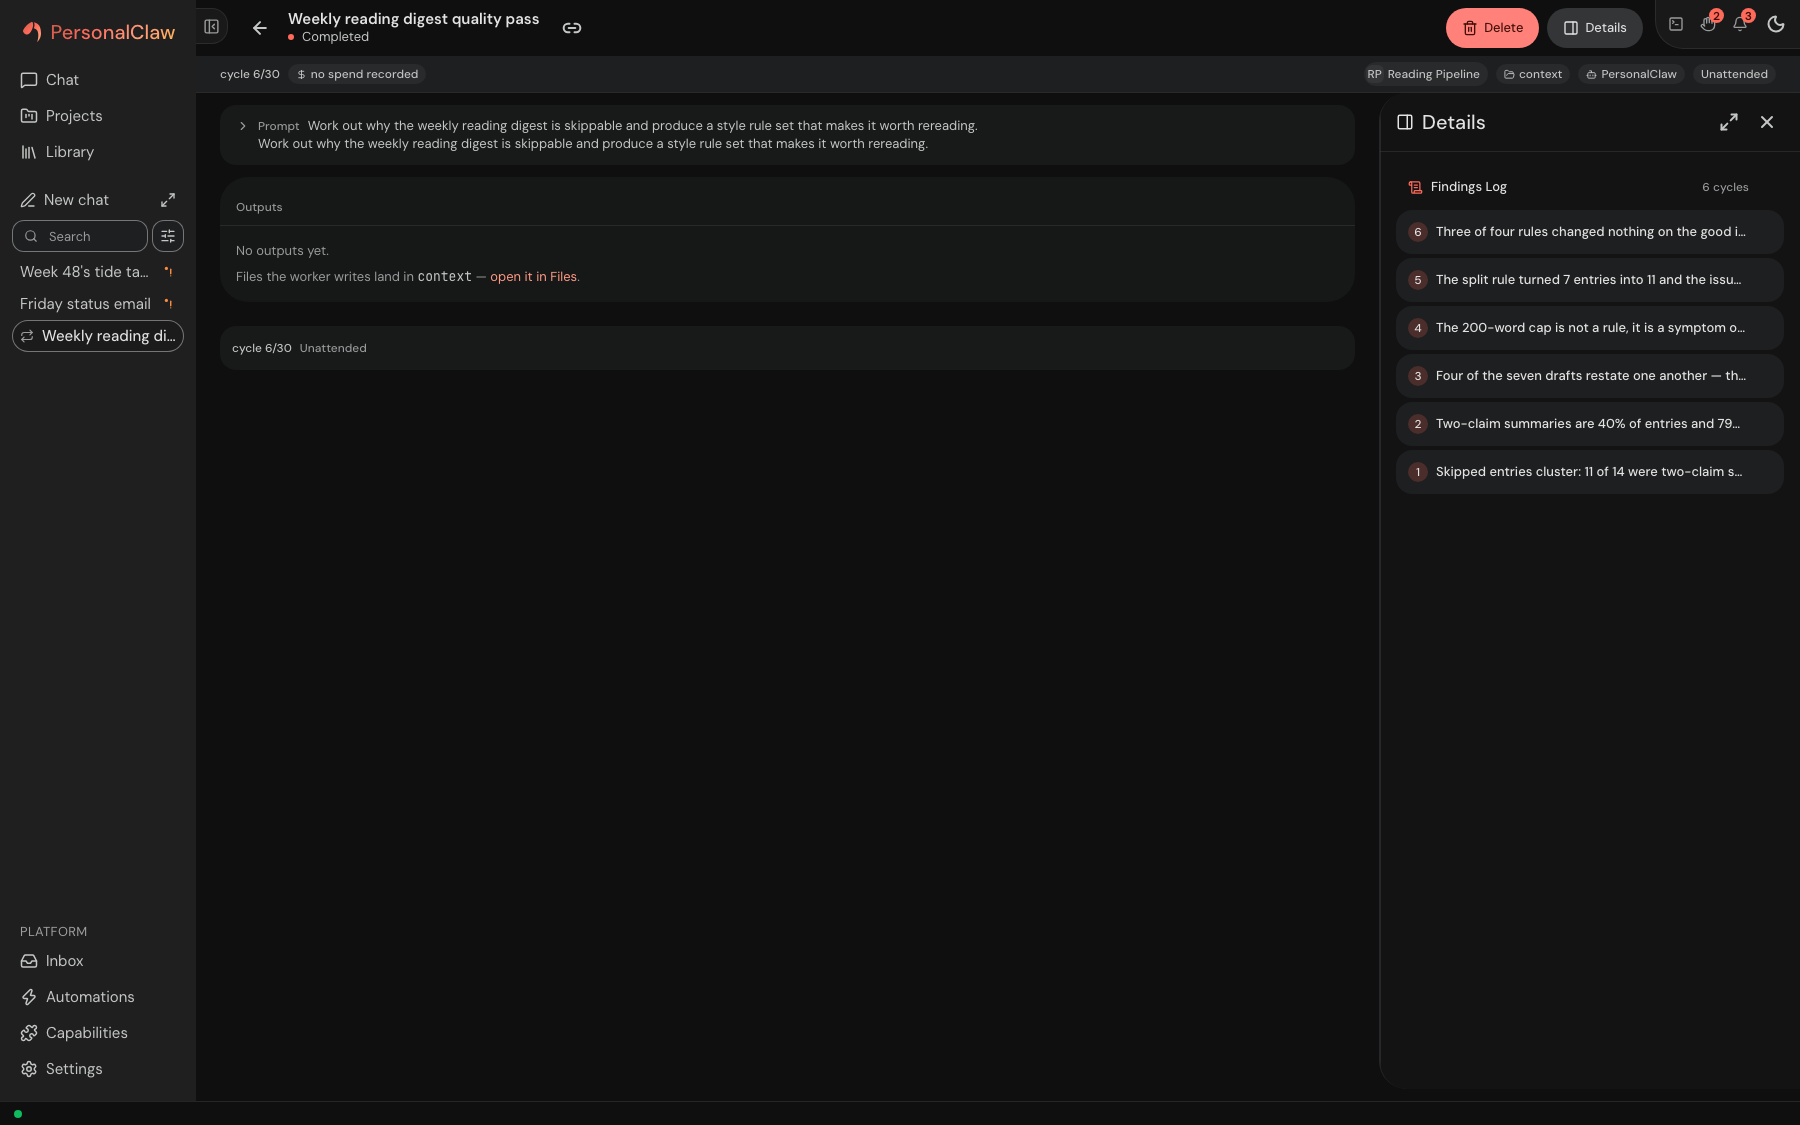 PersonalClaw
Chat
Projects
Library
New chat
Search
Week 48's tide ta...
Friday status email
Weekly reading di...
PLATFORM
Inbox
Automations
Capabilities
Settings
Weekly reading digest quality pass
Completed
Delete
Details
2
3
cycle 6/30
$ no spend recorded
RP Reading Pipeline
context
PersonalClaw
Unattended
Prompt Work out why the weekly reading digest is skippable and produce a style rule set that makes it worth rereading.
Work out why the weekly reading digest is skippable and produce a style rule set that makes it worth rereading.
Outputs
No outputs yet.
Files the worker writes land in context — open it in Files.
cycle 6/30 Unattended
Details
Findings Log
6 cycles
6 Three of four rules changed nothing on the good i...
5 The split rule turned 7 entries into 11 and the issu...
4 The 200-word cap is not a rule, it is a symptom o...
3 Four of the seven drafts restate one another — th...
2 Two-claim summaries are 40% of entries and 79...
1 Skipped entries cluster: 11 of 14 were two-claim s...